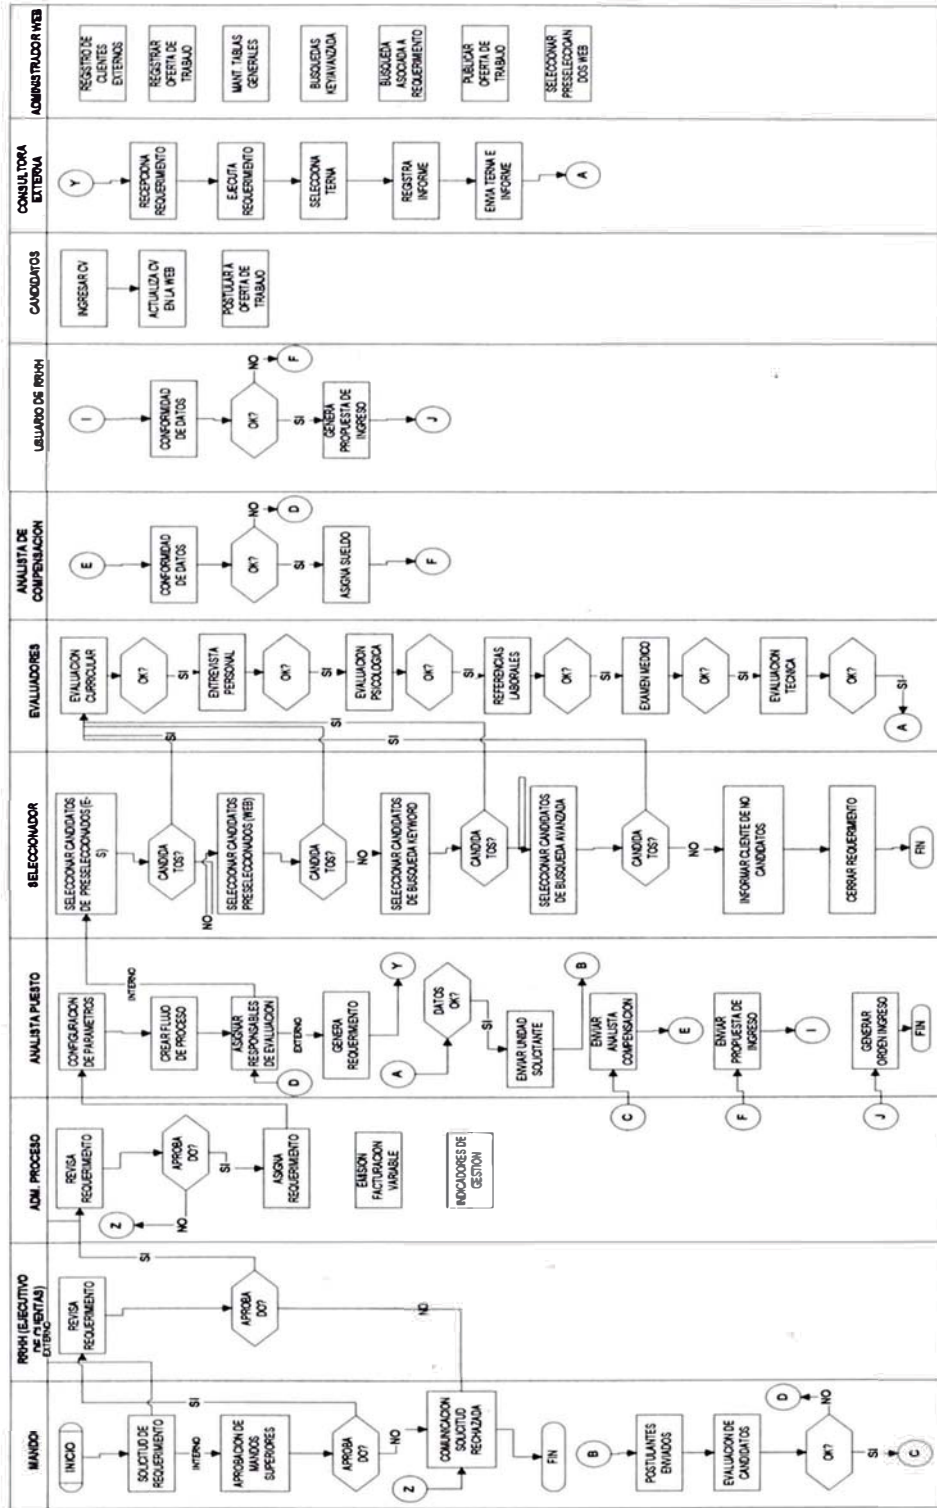 MANDOI
INICIO
SOLICITUD DE
REQUERIMIENTO
INTERNO
APROBACION DE
MANDOS
SUPERIORES
APROBA
DO?
SI
NO
Z
COMUNICACION
SOLICITUD
RECHAZADA
FIN
B
POSTULANTES
ENVIADOS
EVALUACION DE
CANDIDATOS
OK?
NO
D
SI
C
RRHH (EJECUTIVO
DE CUENTAS)
EXTERNO
REVISA
REQUERIMIENTO
APROBA
DO?
SI
NO
ADM. PROCESO
REVISA
REQUERIMIENTO
APROBA
DO?
Z
NO
SI
ASIGNA
REQUERIMIENTO
EMISION
FACTURACION
VARIABLE
INDICADORES DE
GESTION
ANALISTA PUESTO
CONFIGURACION
DE PARAMETROS
CREAR FLUJO
DE PROCESO
INTERNO
ASIGNAR
RESPONSABLES
DE EVALUACION
D
EXTERNO
GENERA
REQUERIMIENTO
Y
A
DATOS
OK?
SI
ENVIAR UNIDAD
SOLICITANTE
B
ENVIAR
ANALISTA
COMPENSACION
C
E
ENVIAR
PROPUESTA DE
INGRESO
F
I
GENERAR
ORDEN INGRESO
J
FIN
SELECCIONADOR
SELECCIONAR CANDIDATOS
DE PRESELECCIONADOS (E-
S)
CANDIDA
TOS?
NO
SELECCIONAR CANDIDATOS
PRESELECCIONADOS (WEB)
CANDIDA
TOS?
NO
SELECCIONAR CANDIDATOS
DE BUSQUEDA KEYWORD
CANDIDA
TOS?
SELECCIONAR CANDIDATOS
DE BUSQUEDA AVANZADA
CANDIDA
TOS?
NO
INFORMAR CLIENTE DE NO
CANDIDATOS
CERRAR REQUERIMIENTO
FIN
EVALUADORES
EVALUACION
CURRICULAR
SI
SI
SI
SI
OK?
SI
ENTREVISTA
PERSONAL
OK?
SI
EVALUACION
PSICOLOGICA
OK?
SI
REFERENCIAS
LABORALES
OK?
SI
EXAMEN MEDICO
OK?
SI
EVALUACION
TECNICA
OK?
SI
A
ANALISTA DE
COMPENSACION
E
CONFORMIDAD
DE DATOS
OK?
NO
D
SI
ASIGNA SUELDO
F
USUARIO DE RRHH
I
CONFORMIDAD
DE DATOS
OK?
NO
F
SI
GENERA
PROPUESTA DE
INGRESO
J
CANDIDATOS
INGRESAR CV
ACTUALIZA CV
EN LA WEB
POSTULAR A
OFERTA DE
TRABAJO
CONSULTORA
EXTERNA
Y
RECEPCIONA
REQUERIMIENTO
EJECUTA
REQUERIMIENTO
SELECCIONA
TERNA
REGISTRA
INFORME
ENVIA TERNA E
INFORME
A
ADMINISTRADOR WEB
REGISTRO DE
CLIENTES
EXTERNOS
REGISTRAR
OFERTA DE
TRABAJO
MANT. TABLAS
GENERALES
BUSQUEDAS
KEY/AVANZADA
BUSQUEDA
ASOCIADA A
REQUERIMIENTO
PUBLICAR
OFERTA DE
TRABAJO
SELECCIONAR
PRESELECCIONA
DOS WEB